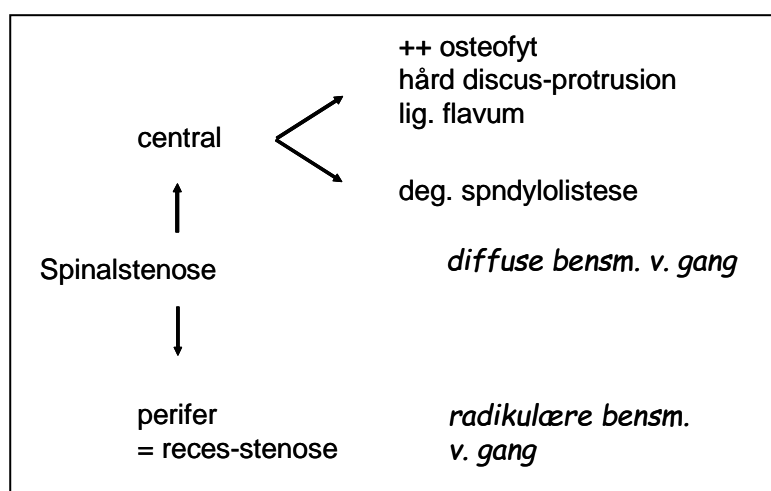 ++ osteofyt
hård discus-protrusion
lig. flavum
central
deg. spndylolistese
diffuse bensm. v. gang
Spinalstenose
perifer
= reces-stenose
radikulære bensm.
v. gang